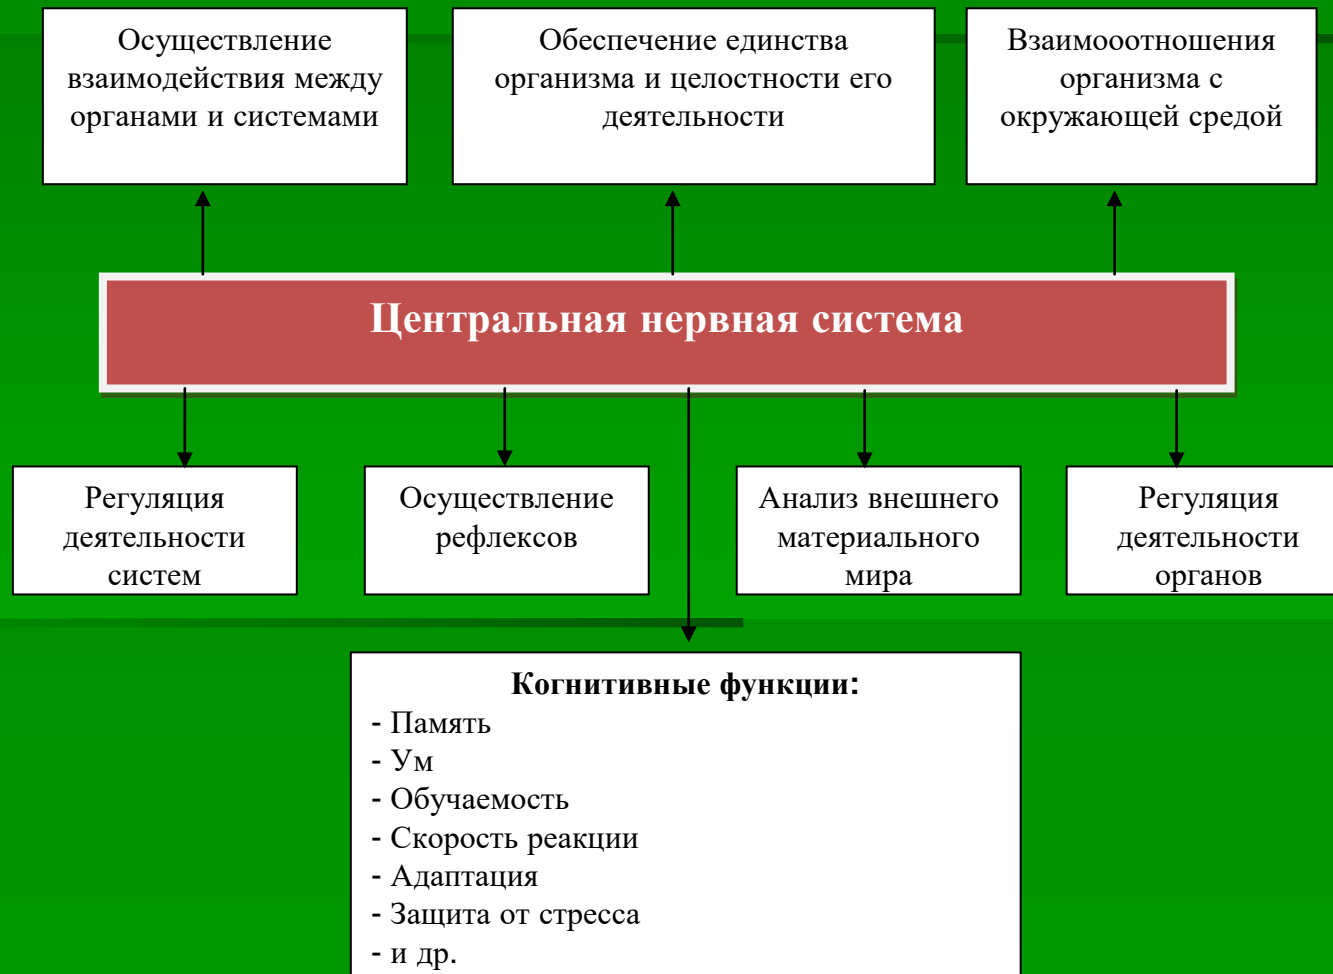 Осуществление
взаимодействия между
органами и системами
Обеспечение единства
организма и целостности его
деятельности
Взаимооотношения
организма с
окружающей средой
Центральная нервная система
Регуляция
деятельности
систем
Осуществление
рефлексов
Анализ внешнего
материального
мира
Регуляция
деятельности
органов
Когнитивные функции:
- Память
- Ум
- Обучаемость
- Скорость реакции
- Адаптация
- Защита от стресса
- и др.